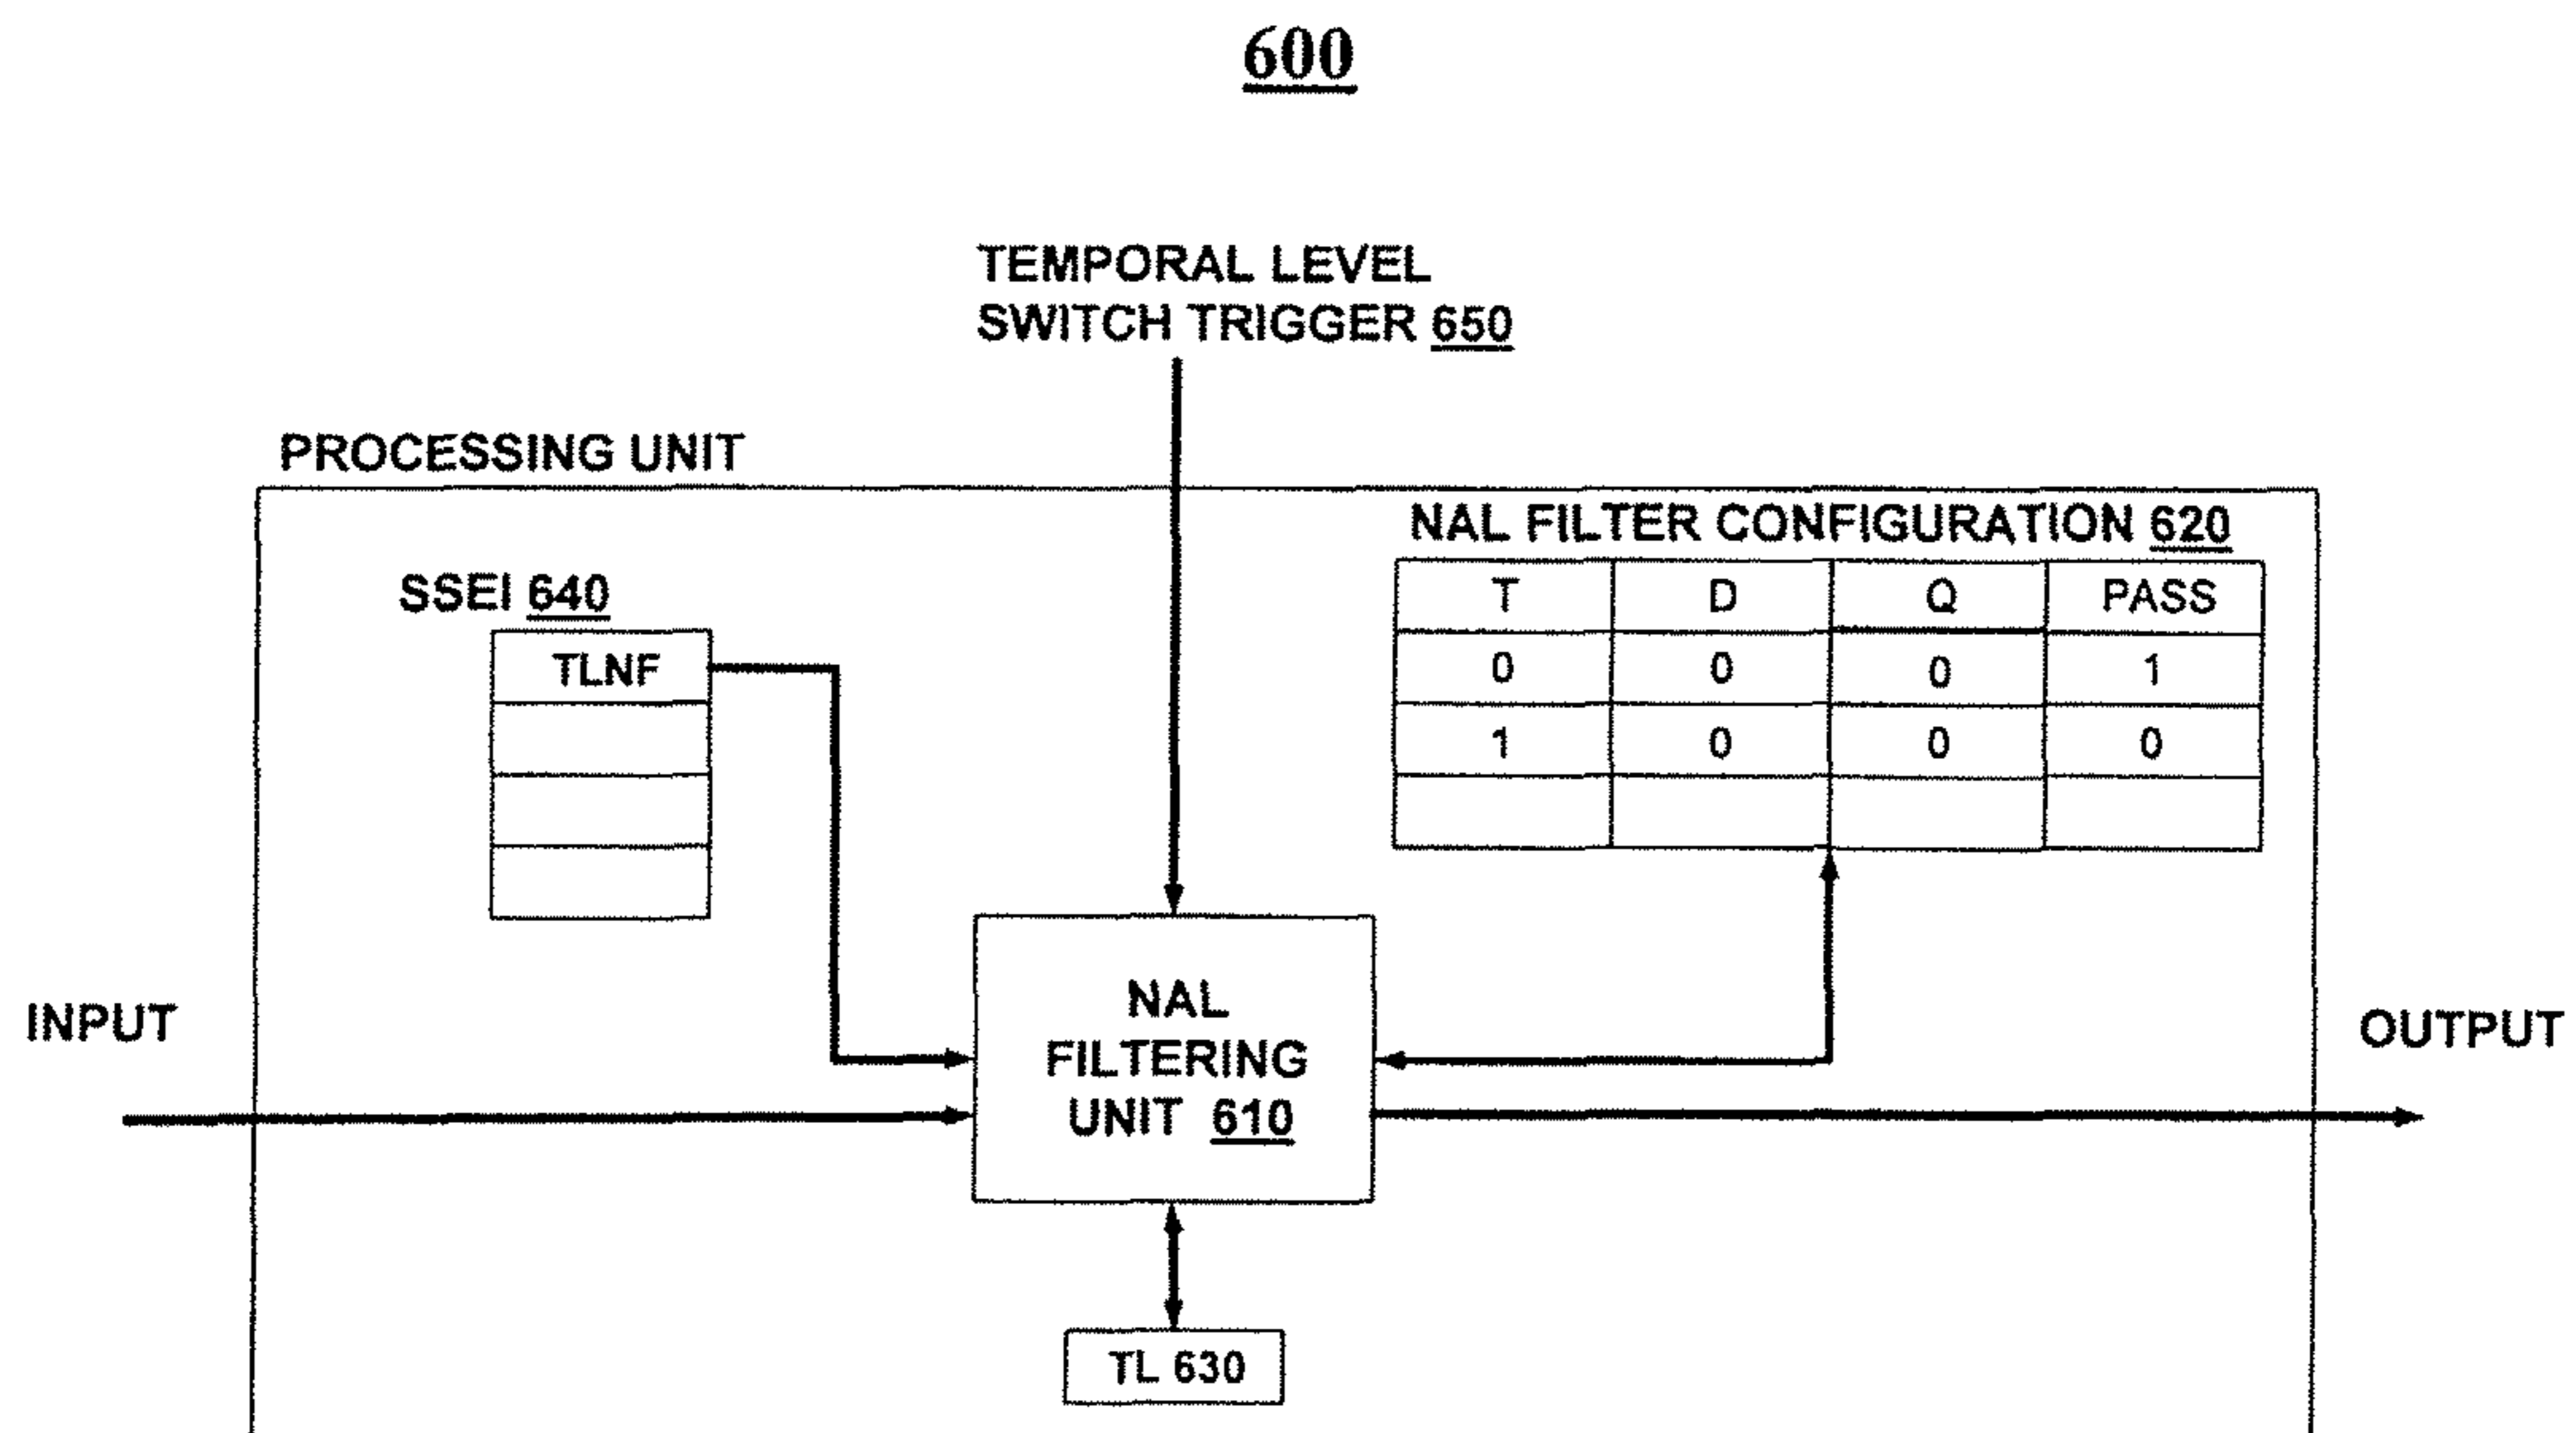 600
TEMPORAL LEVEL
SWITCH TRIGGER 650
PROCESSING UNIT
NAL FILTER CONFIGURATION 620
T D Q PASS
0 0 0 1
1 0 0 0
SSEI 640
TLNF
INPUT
NAL
FILTERING
UNIT 610
OUTPUT
TL 630